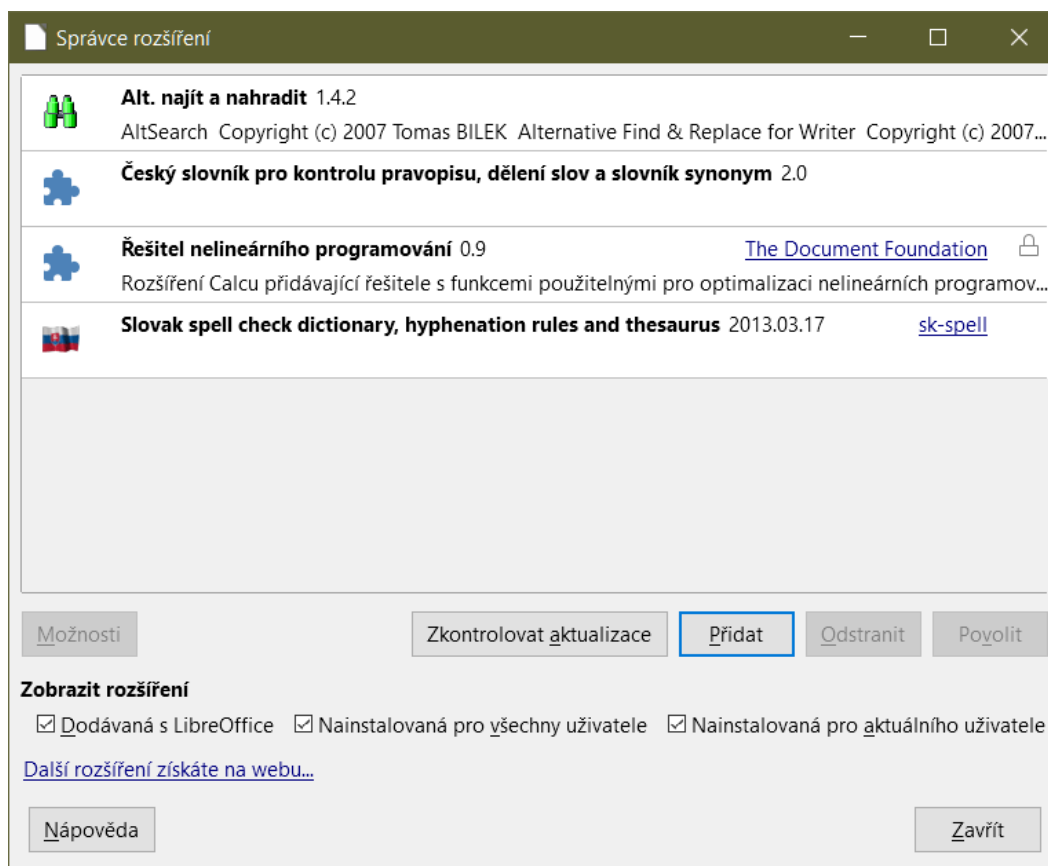 Správce rozšíření
Alt. najít a nahradit 1.4.2
AltSearch Copyright (c) 2007 Tomas BILEK Alternative Find & Replace for Writer Copyright (c) 2007...
Český slovník pro kontrolu pravopisu, dělení slov a slovník synonym 2.0
Řešitel nelineárního programování 0.9 The Document Foundation
Rozšíření Calcu přidávající řešitele s funkcemi použitelnými pro optimalizaci nelineárních programov...
Slovak spell check dictionary, hyphenation rules and thesaurus 2013.03.17 sk-spell
Možnosti Zkontrolovat aktualizace Přidat Odstranit Povolit
Zobrazit rozšíření
Dodávaná s LibreOffice Nainstalovaná pro všechny uživatele Nainstalovaná pro aktuálního uživatele
Další rozšíření získáte na webu...
Nápověda Zavřít